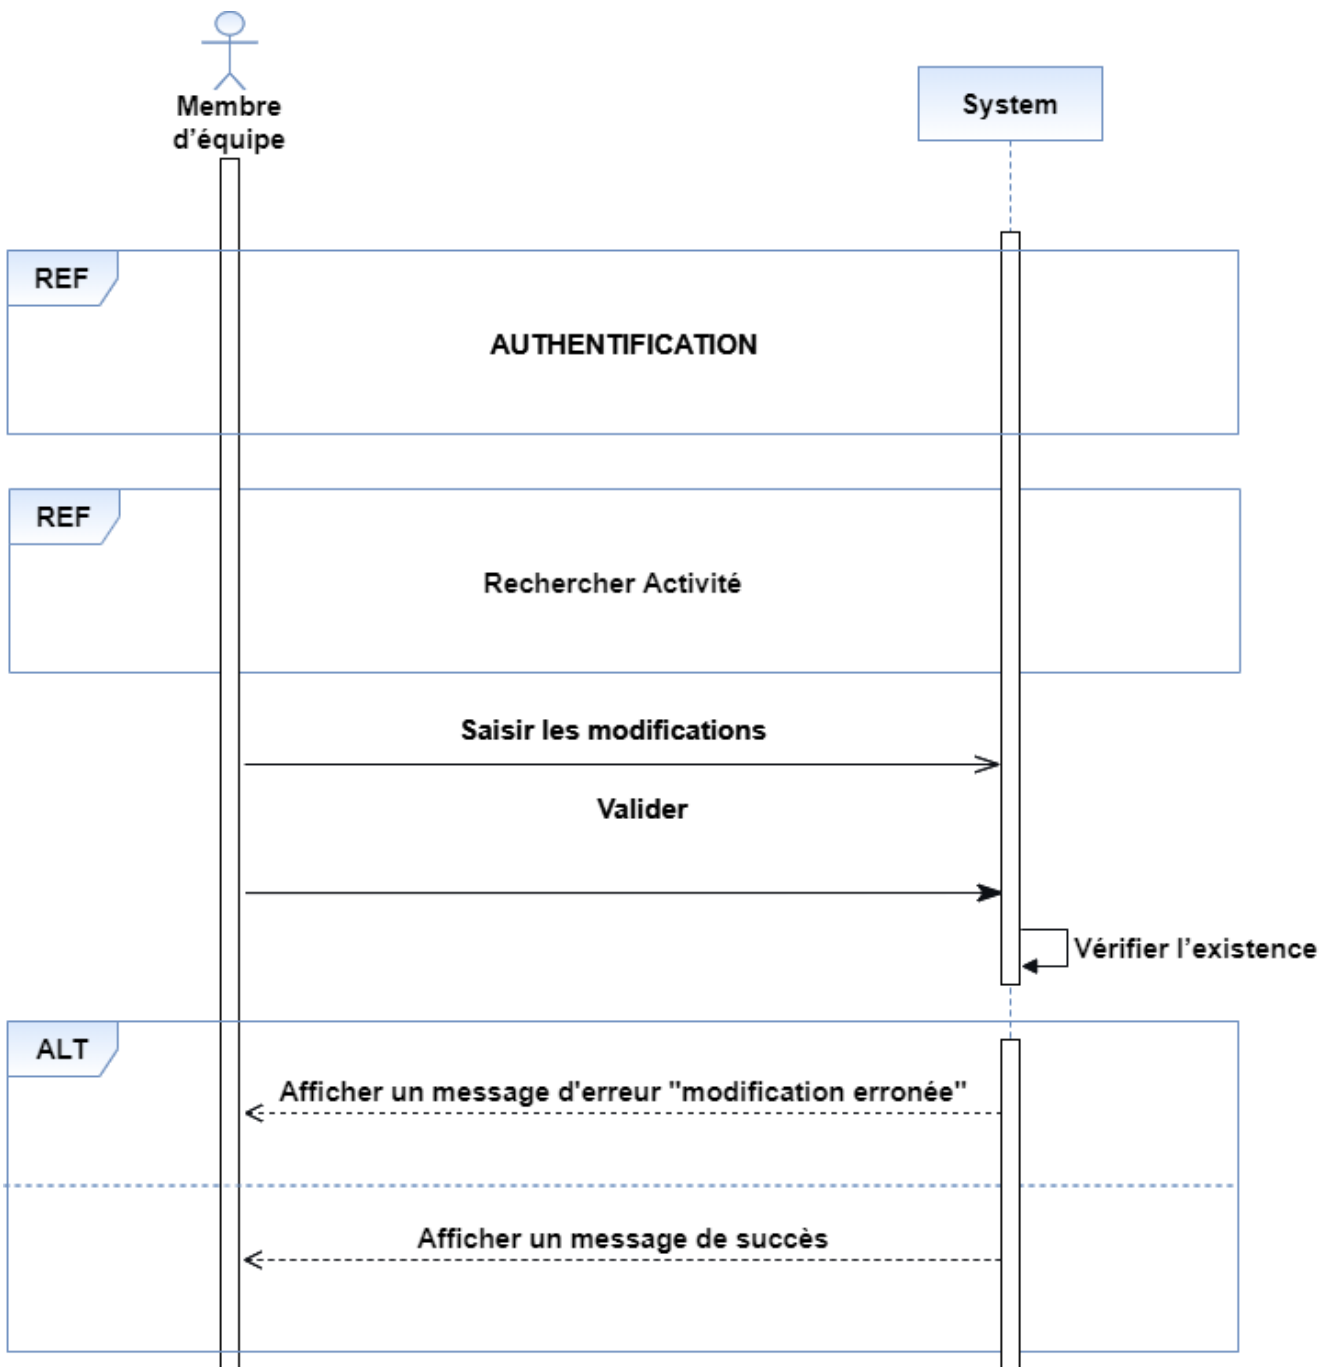 Membre
d’équipe
System
REF
AUTHENTIFICATION
REF
Rechercher Activité
Saisir les modifications
Valider
Vérifier l’existence
ALT
Afficher un message d'erreur "modification erronée"
Afficher un message de succès